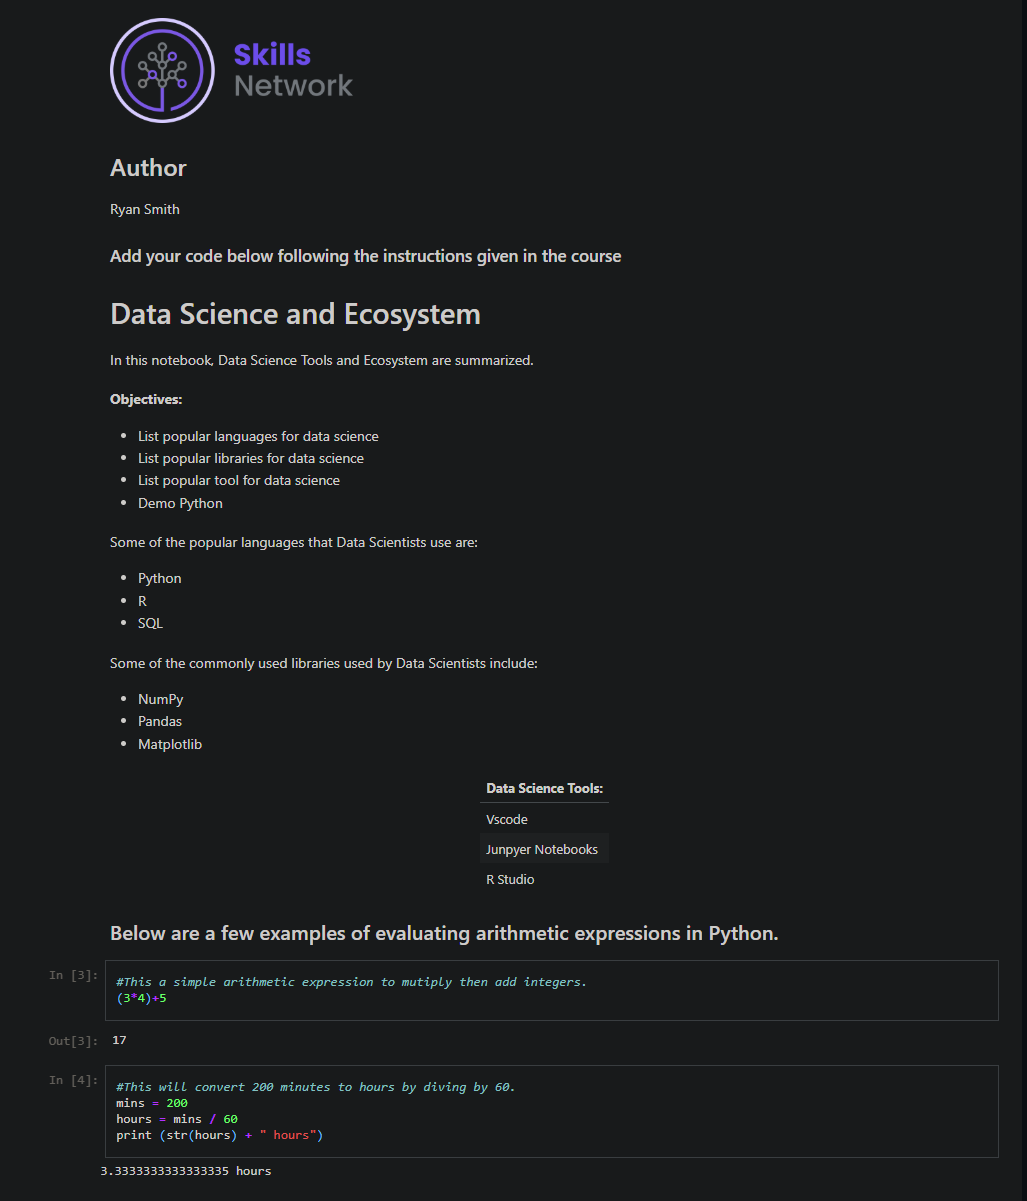 Skills
Network
Author
Ryan Smith
Add your code below following the instructions given in the course
Data Science and Ecosystem
In this notebook, Data Science Tools and Ecosystem are summarized.
Objectives:
• List popular languages for data science
• List popular libraries for data science
• List popular tool for data science
• Demo Python
Some of the popular languages that Data Scientists use are:
• Python
• R
• SQL
Some of the commonly used libraries used by Data Scientists include:
• NumPy
• Pandas
• Matplotlib
Data Science Tools:
Vscode
Junpyer Notebooks
R Studio
Below are a few examples of evaluating arithmetic expressions in Python.
In [3]: #This a simple arithmetic expression to mutiply then add integers.
(3*4)+5
Out[3]: 17
In [4]: #This will convert 200 minutes to hours by diving by 60.
mins = 200
hours = mins / 60
print (str(hours) + " hours")
3.3333333333333335 hours